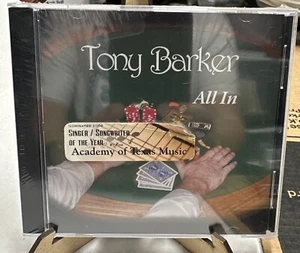 Tony Barker
All In
Singer / Songwriter
of the Year
Academy of Texas Music